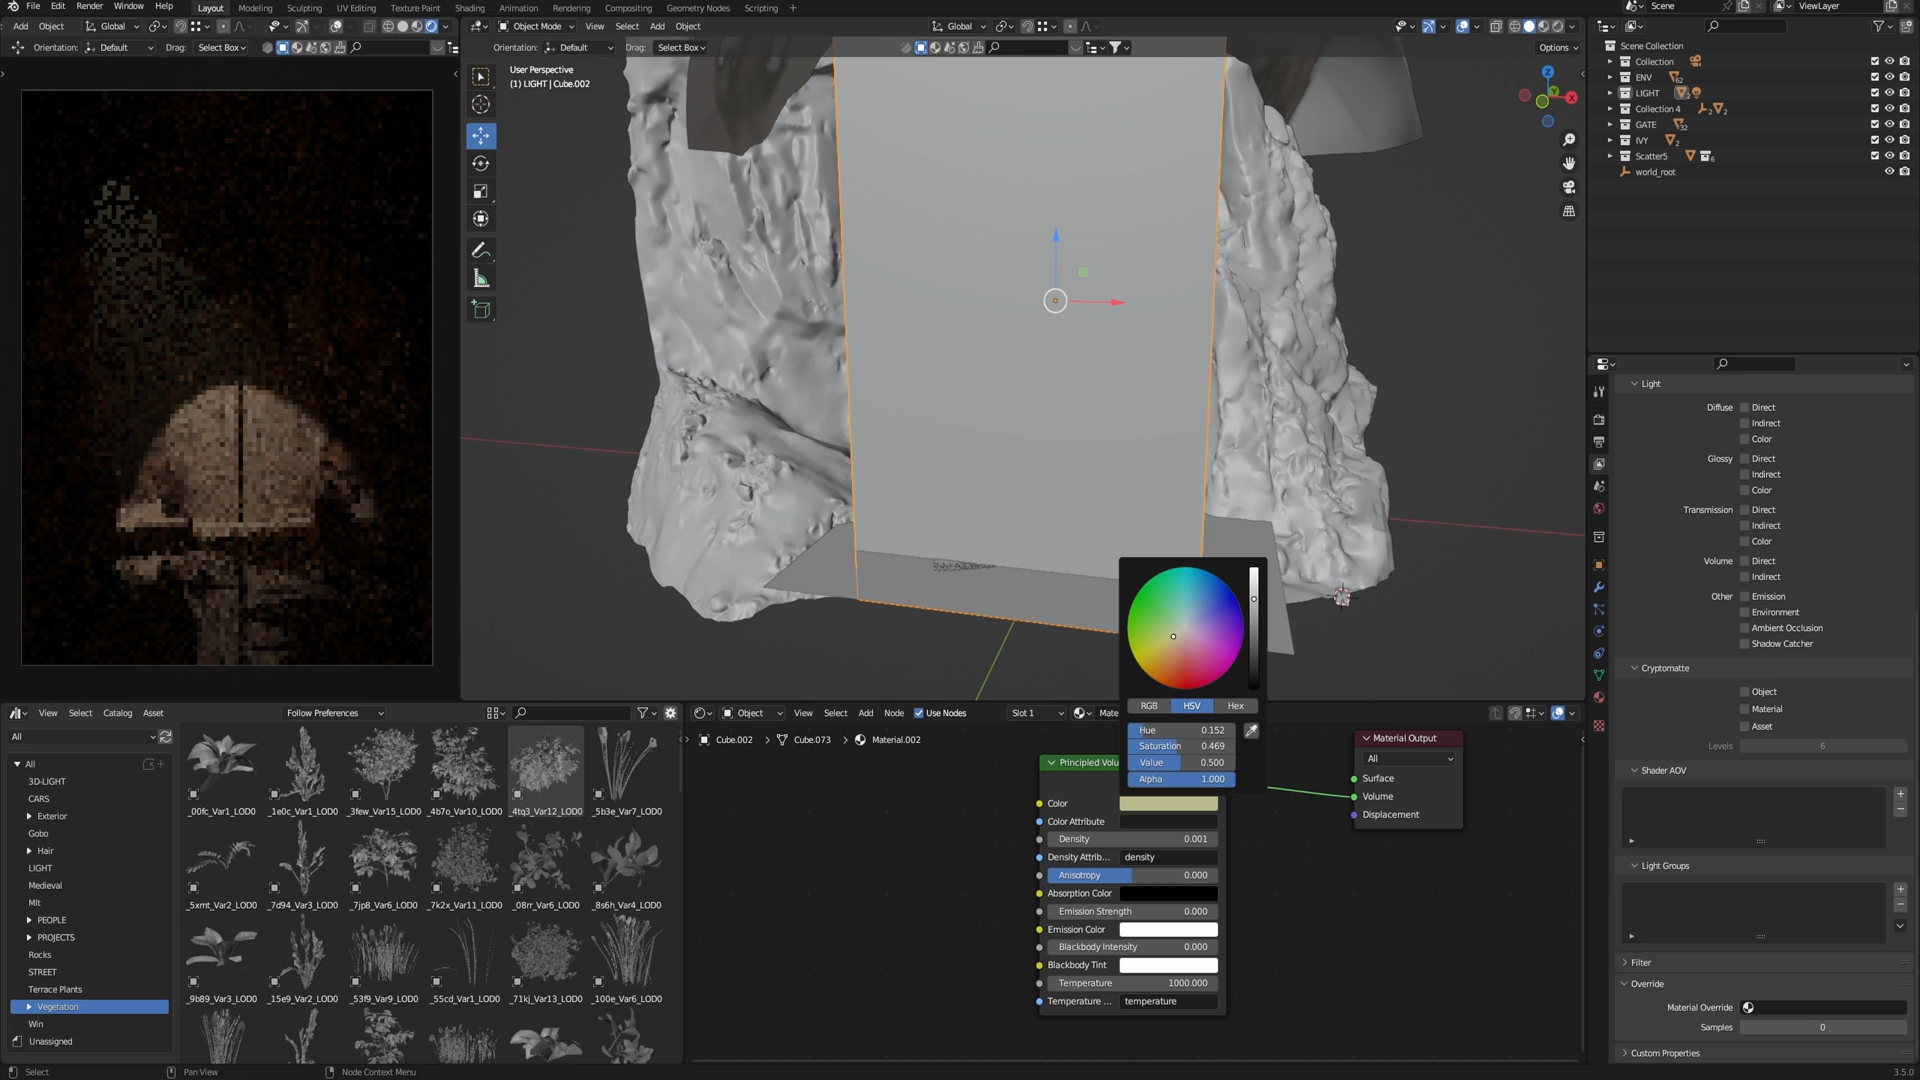 File Edit Render Window Help Layout Modeling Sculpting UV Editing Texture Paint Shading Animation Rendering Compositing Geometry Nodes Scripting + Scene ViewLayer
Add Object Global Object Mode View Select Add Object Global
Orientation: Default Drag: Select Box Orientation: Default Drag: Select Box Options
User Perspective
(1) LIGHT | Cube.002
X
Y
Z
Scene Collection
Collection
ENV 62
LIGHT 2
Collection 4 2 2
GATE 32
IVY 2
Scatter5 6
world_root
Light
Diffuse Direct
Indirect
Color
Glossy Direct
Indirect
Color
Transmission Direct
Indirect
Color
Volume Direct
Indirect
Other Emission
Environment
Ambient Occlusion
Shadow Catcher
Cryptomatte
Object
Material
Asset
Levels 6
Shader AOV
Light Groups
Filter
Override
Material Override
Samples 0
Custom Properties
View Select Catalog Asset Follow Preferences
All
All
3D-LIGHT
CARS
Exterior
Gobo
Hair
LIGHT
Medieval
MIt
PEOPLE
PROJECTS
Rocks
STREET
Terrace Plants
Vegetation
Win
Unassigned
_00fc_Var1_LOD0 _1e0c_Var1_LOD0 _3few_Var15_LOD0 _4b7o_Var10_LOD0 _4tq3_Var12_LOD0 _5b3e_Var7_LOD0
_5xmt_Var2_LOD0 _7d94_Var3_LOD0 _7jp8_Var6_LOD0 _7k2x_Var11_LOD0 _08rr_Var6_LOD0 _8s6h_Var4_LOD0
_9b89_Var3_LOD0 _15e9_Var2_LOD0 _53f9_Var9_LOD0 _55cd_Var1_LOD0 _71kj_Var13_LOD0 _100e_Var6_LOD0
Object View Select Add Node Use Nodes Slot 1 Mate
Cube.002 > Cube.073 > Material.002
RGB HSV Hex
Hue 0.152
Saturation 0.469
Value 0.500
Alpha 1.000
Principled Volu
Color
Color Attribute
Density 0.001
Density Attrib... density
Anisotropy 0.000
Absorption Color
Emission Strength 0.000
Emission Color
Blackbody Intensity 0.000
Blackbody Tint
Temperature 1000.000
Temperature ... temperature
Material Output
All
Surface
Volume
Displacement
Select Pan View Node Context Menu 3.5.0